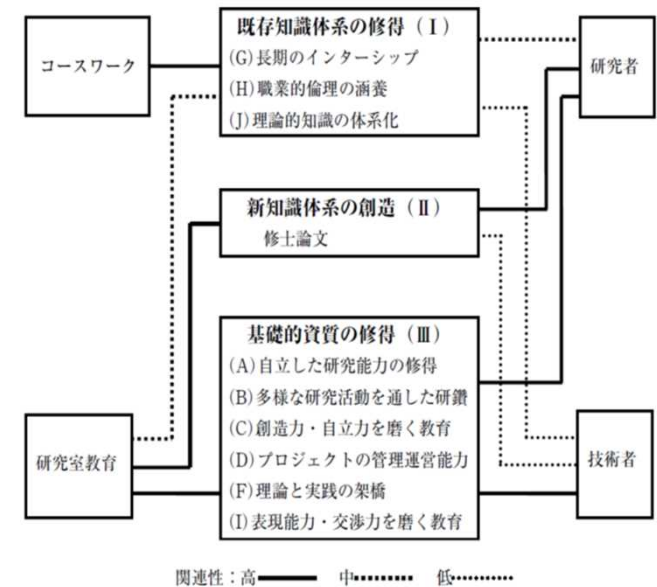 コースワーク
既存知識体系の修得（Ⅰ）
(G)長期のインターシップ
(H)職業的倫理の涵養
(J)理論的知識の体系化
研究者
新知識体系の創造（Ⅱ）
修士論文
基礎的資質の修得（Ⅲ）
(A)自立した研究能力の修得
(B)多様な研究活動を通した研鑽
(C)創造力・自立力を磨く教育
(D)プロジェクトの管理運営能力
(F)理論と実践の架橋
(I)表現能力・交渉力を磨く教育
研究室教育
技術者
関連性：高 中 低